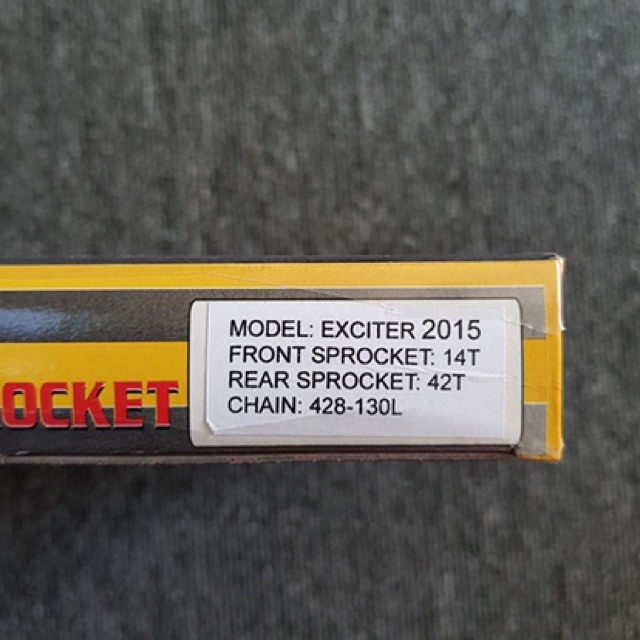 OCKET
MODEL: EXCITER 2015
FRONT SPROCKET: 14T
REAR SPROCKET: 42T
CHAIN: 428-130L